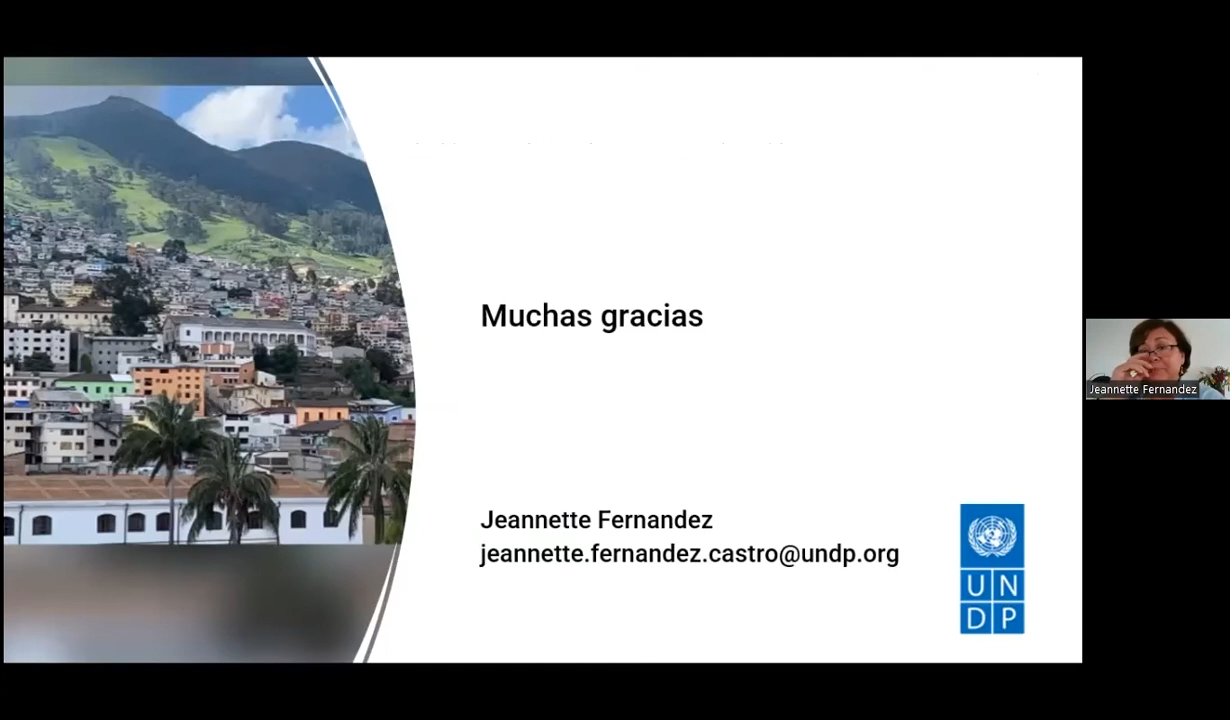 Muchas gracias
Jeannette Fernandez
jeannette.fernandez.castro@undp.org
U N
D P
Jeannette Fernandez